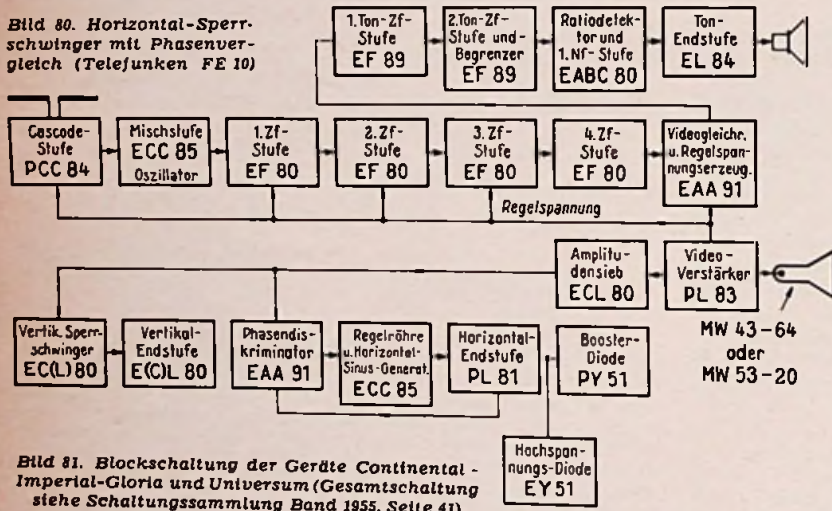 Bild 80. Horizontal-Sperr-
schwinger mit Phasenver-
gleich (Telefunken FE 10)
1. Ton-Zf-
Stufe
EF 89
2. Ton-Zf-
Stufe und-
Begrenzer
EF 89
Ratiodetek-
tor und
1. Nf-Stufe
EABC 80
Ton-
Endstufe
EL 84
Cascode-
Stufe
PCC 84
Mischstufe
ECC 85
Oszillator
1. Zf-
Stufe
EF 80
2. Zf-
Stufe
EF 80
3. Zf-
Stufe
EF 80
4. Zf-
Stufe
EF 80
Videogleichr.
u. Regelspan-
nungserzeug.
EAA 91
Regelspannung
Amplitu-
densieb
ECL 80
Video-
Verstärker
PL 83
MW 43-64
oder
MW 53-20
Vertik. Sperr-
schwinger
EC(L) 80
Vertikal-
Endstufe
E(C)L 80
Phasendis-
kriminator
EAA 91
Regelröhre
u. Horizontal-
Sinus-Generat.
ECC 85
Horizontal-
Endstufe
PL 81
Booster-
Diode
PY 51
Hochspan-
nungs-Diode
EY 51
Bild 81. Blockschaltung der Geräte Continental-
Imperial-Gloria und Universum (Gesamtschaltung
siehe Schaltungssammlung Band 1955, Seite 41)